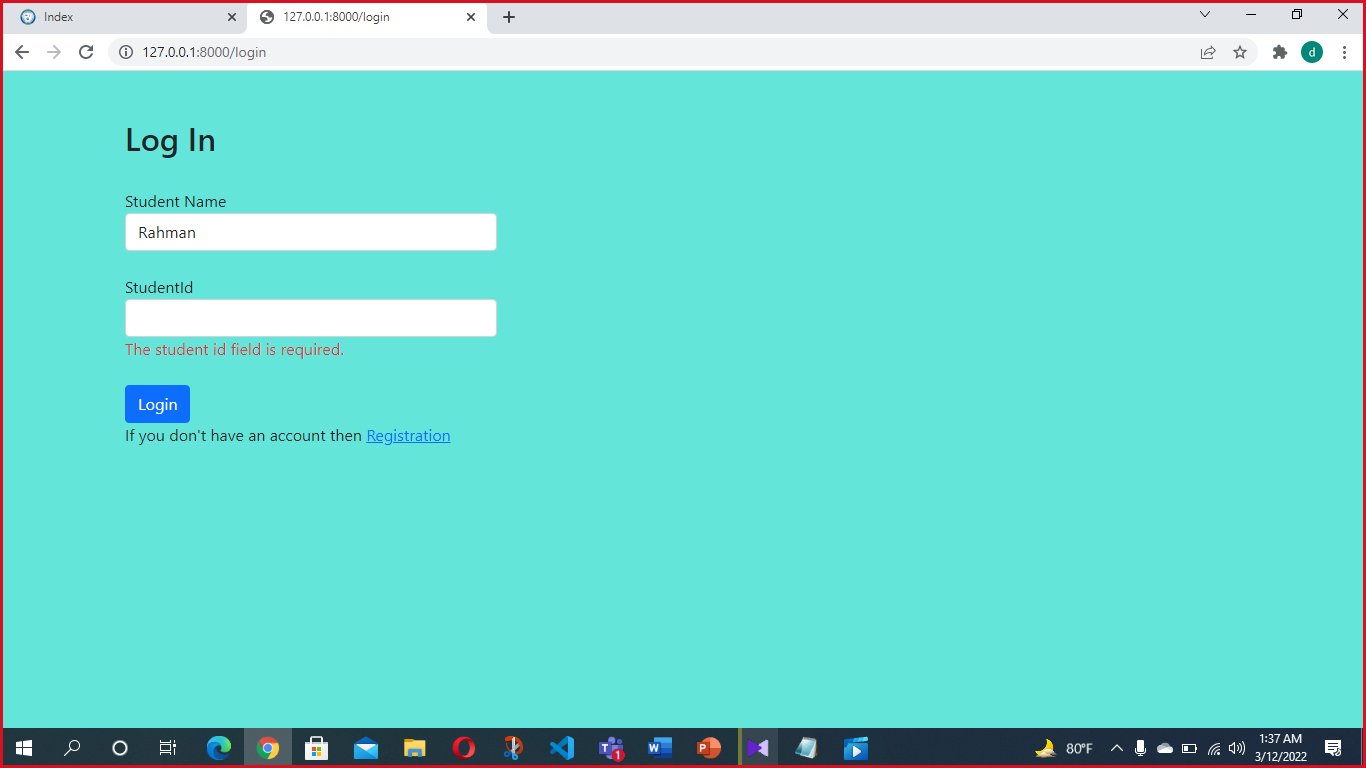 Index
127.0.0.1:8000/login
127.0.0.1:8000/login
d
Log In
Student Name
Rahman
StudentId
The student id field is required.
Login
If you don't have an account then Registration
1
80°F
1:37 AM
3/12/2022